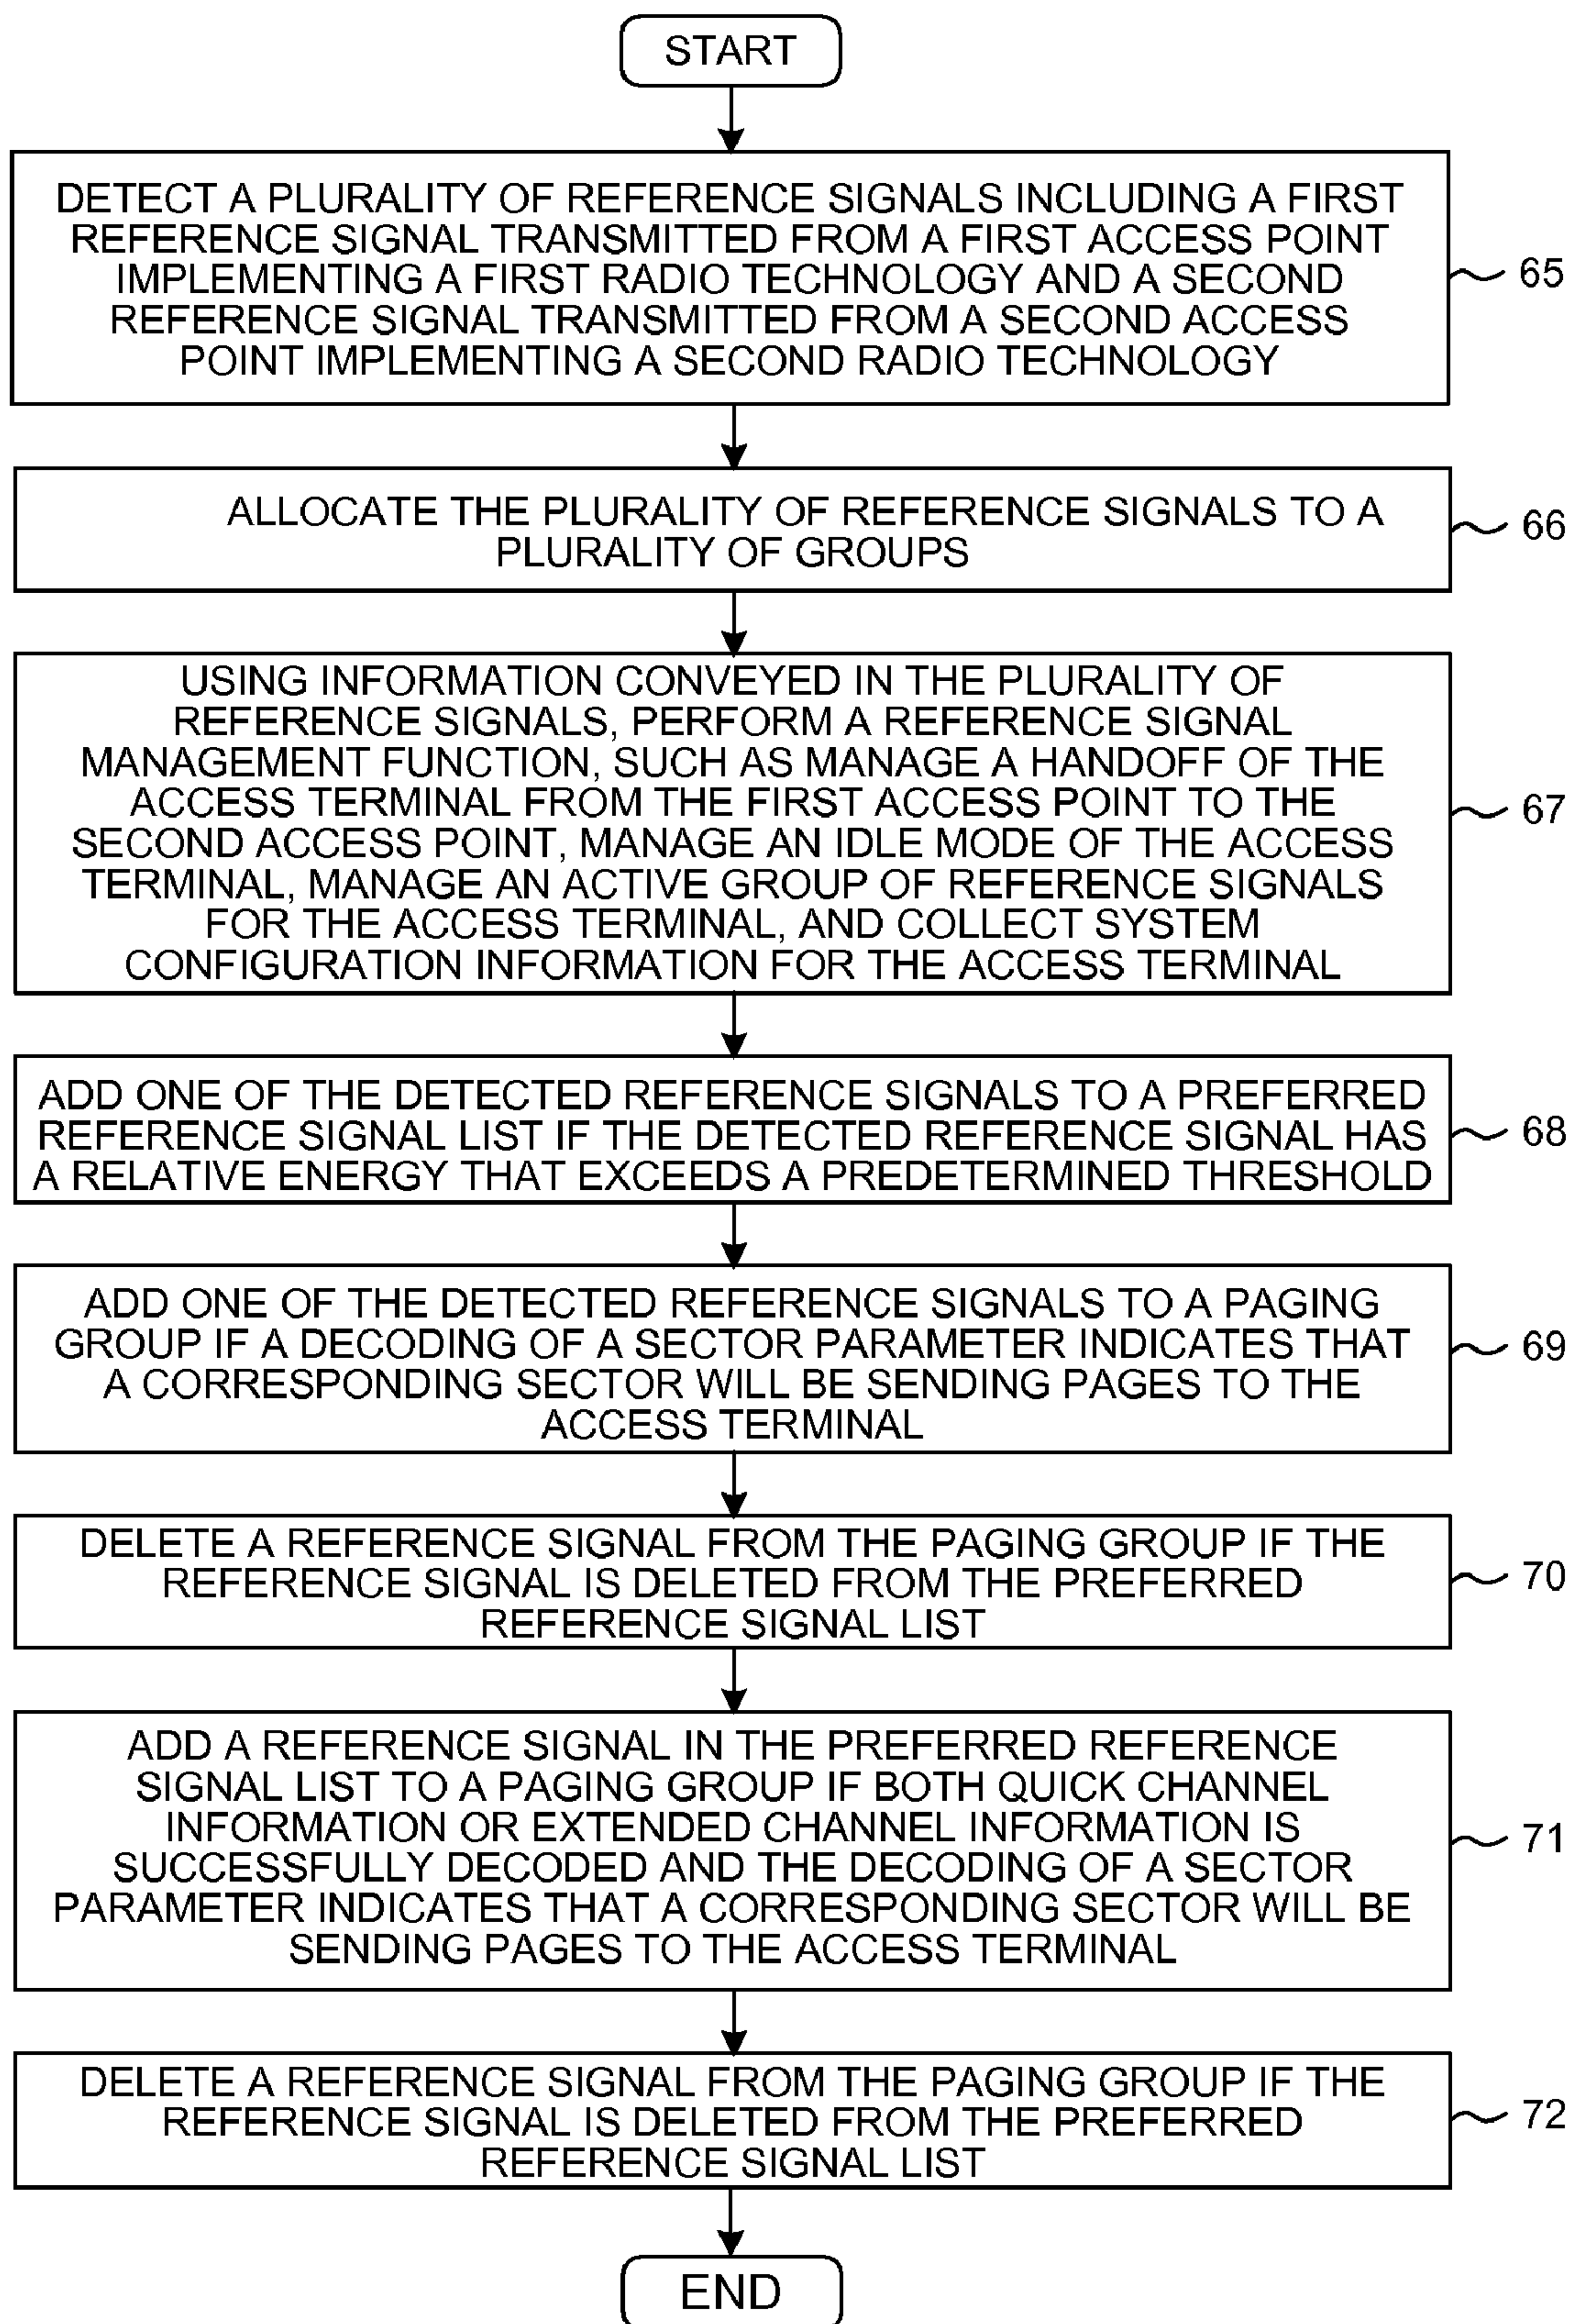 START
DETECT A PLURALITY OF REFERENCE SIGNALS INCLUDING A FIRST
REFERENCE SIGNAL TRANSMITTED FROM A FIRST ACCESS POINT
IMPLEMENTING A FIRST RADIO TECHNOLOGY AND A SECOND
REFERENCE SIGNAL TRANSMITTED FROM A SECOND ACCESS
POINT IMPLEMENTING A SECOND RADIO TECHNOLOGY
65
ALLOCATE THE PLURALITY OF REFERENCE SIGNALS TO A
PLURALITY OF GROUPS
66
USING INFORMATION CONVEYED IN THE PLURALITY OF
REFERENCE SIGNALS, PERFORM A REFERENCE SIGNAL
MANAGEMENT FUNCTION, SUCH AS MANAGE A HANDOFF OF THE
ACCESS TERMINAL FROM THE FIRST ACCESS POINT TO THE
SECOND ACCESS POINT, MANAGE AN IDLE MODE OF THE ACCESS
TERMINAL, MANAGE AN ACTIVE GROUP OF REFERENCE SIGNALS
FOR THE ACCESS TERMINAL, AND COLLECT SYSTEM
CONFIGURATION INFORMATION FOR THE ACCESS TERMINAL
67
ADD ONE OF THE DETECTED REFERENCE SIGNALS TO A PREFERRED
REFERENCE SIGNAL LIST IF THE DETECTED REFERENCE SIGNAL HAS
A RELATIVE ENERGY THAT EXCEEDS A PREDETERMINED THRESHOLD
68
ADD ONE OF THE DETECTED REFERENCE SIGNALS TO A PAGING
GROUP IF A DECODING OF A SECTOR PARAMETER INDICATES THAT
A CORRESPONDING SECTOR WILL BE SENDING PAGES TO THE
ACCESS TERMINAL
69
DELETE A REFERENCE SIGNAL FROM THE PAGING GROUP IF THE
REFERENCE SIGNAL IS DELETED FROM THE PREFERRED
REFERENCE SIGNAL LIST
70
ADD A REFERENCE SIGNAL IN THE PREFERRED REFERENCE
SIGNAL LIST TO A PAGING GROUP IF BOTH QUICK CHANNEL
INFORMATION OR EXTENDED CHANNEL INFORMATION IS
SUCCESSFULLY DECODED AND THE DECODING OF A SECTOR
PARAMETER INDICATES THAT A CORRESPONDING SECTOR WILL BE
SENDING PAGES TO THE ACCESS TERMINAL
71
DELETE A REFERENCE SIGNAL FROM THE PAGING GROUP IF THE
REFERENCE SIGNAL IS DELETED FROM THE PREFERRED
REFERENCE SIGNAL LIST
72
END